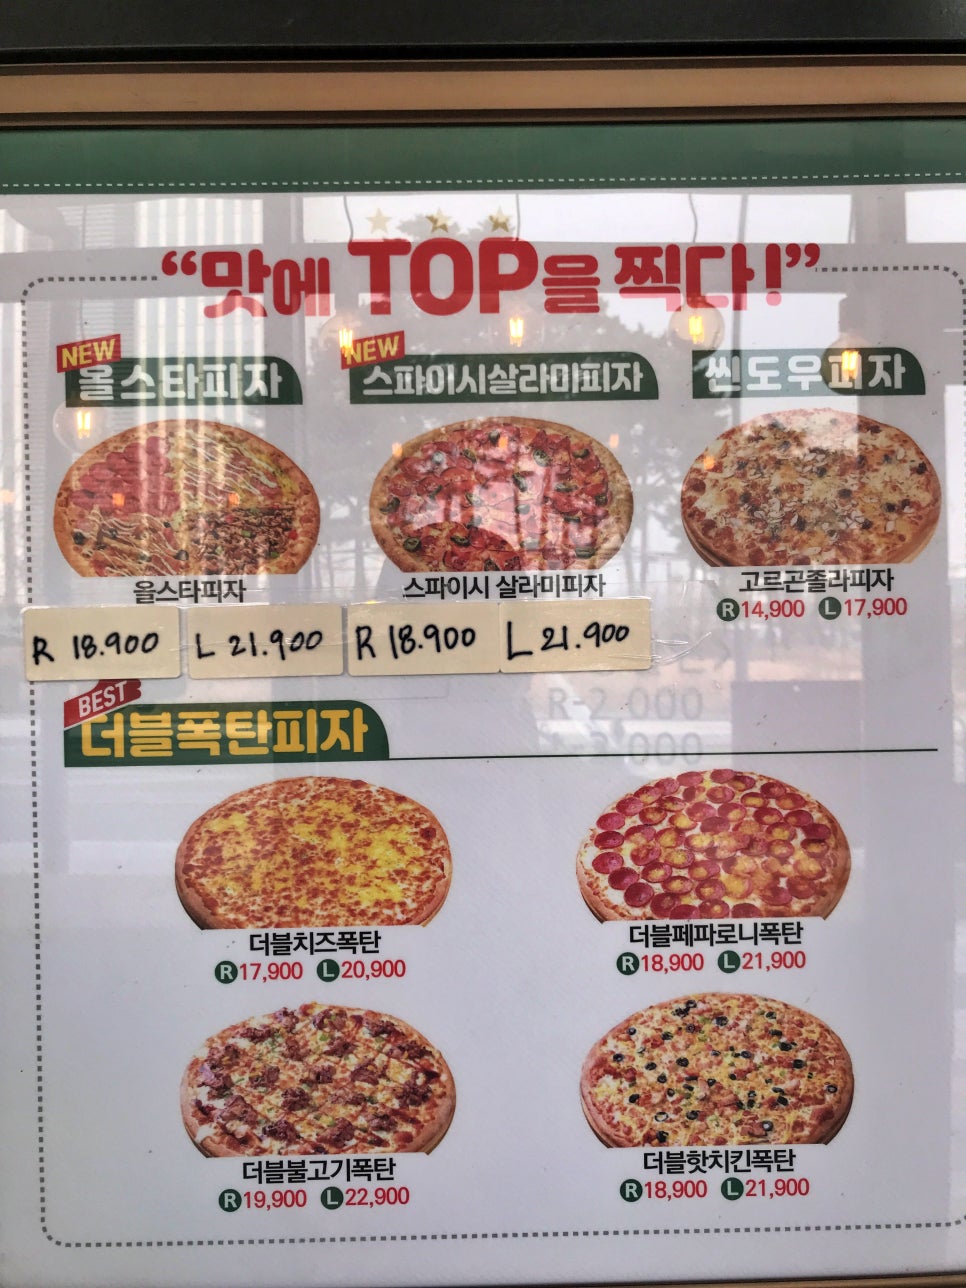 “맛에 TOP을 찍다!”
NEW
올스타피자
NEW
스파이시살라미피자
씬도우피자
올스타피자
스파이시 살라미피자
고르곤졸라피자
R 14,900 L 17,900
R 18.900 L 21.900 R 18.900 L 21.900
R-2,000
-3,000
BEST
더블폭탄피자
더블치즈폭탄
R 17,900 L 20,900
더블페파로니폭탄
R 18,900 L 21,900
더블불고기폭탄
R 19,900 L 22,900
더블핫치킨폭탄
R 18,900 L 21,900